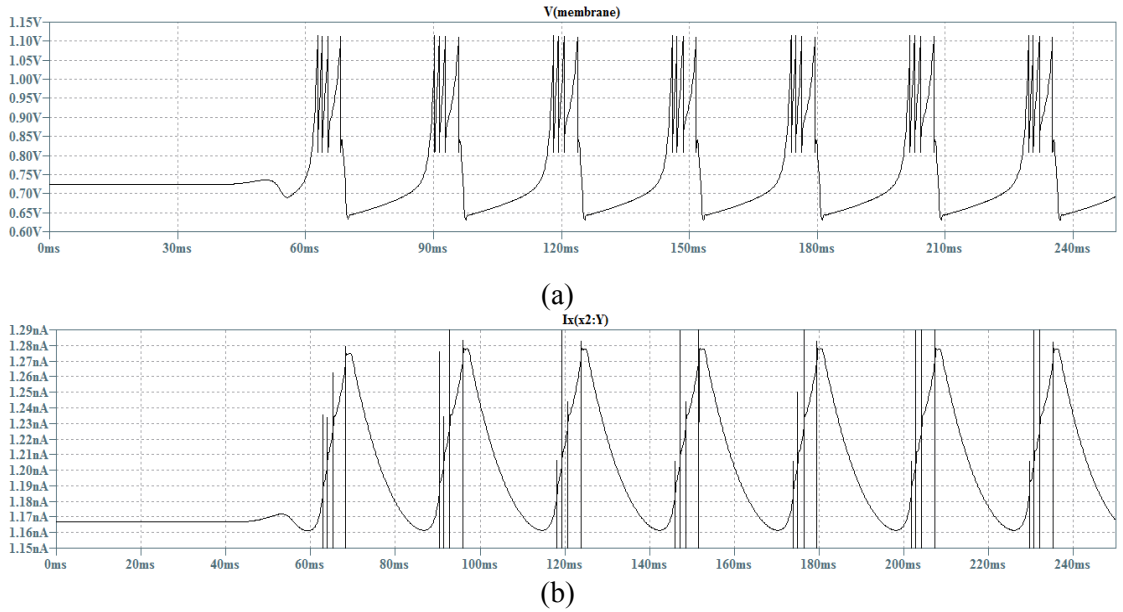 V(membrane)
1.15V
1.10V
1.05V
1.00V
0.95V
0.90V
0.85V
0.80V
0.75V
0.70V
0.65V
0.60V
0ms 30ms 60ms 90ms 120ms 150ms 180ms 210ms 240ms
(a)
Ix(x2:Y)
1.29nA
1.28nA
1.27nA
1.26nA
1.25nA
1.24nA
1.23nA
1.22nA
1.21nA
1.20nA
1.19nA
1.18nA
1.17nA
1.16nA
1.15nA
0ms 20ms 40ms 60ms 80ms 100ms 120ms 140ms 160ms 180ms 200ms 220ms 240ms
(b)